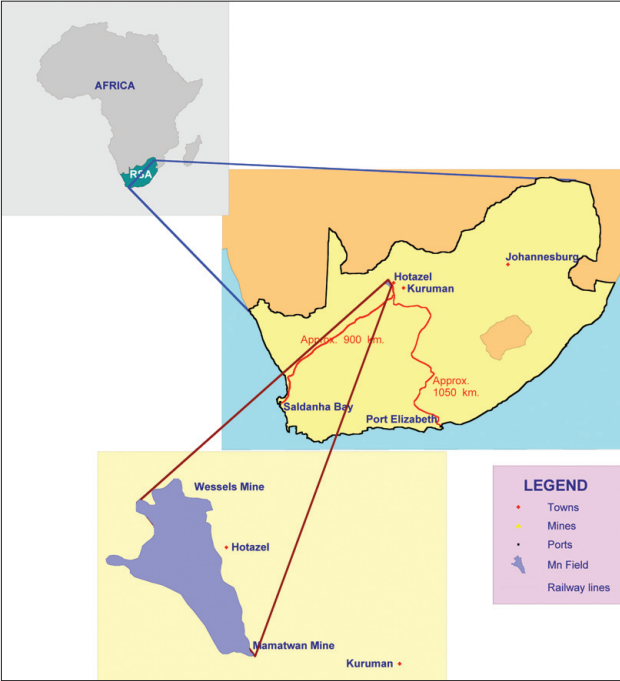 AFRICA
RSA
Johannesburg
Hotazel
Kuruman
Approx. 900 km.
Approx.
1050 km.
Saldanha Bay
Port Elizabeth
Wessels Mine
Hotazel
Mamatwan Mine
Kuruman
LEGEND
Towns
Mines
Ports
Mn Field
Railway lines